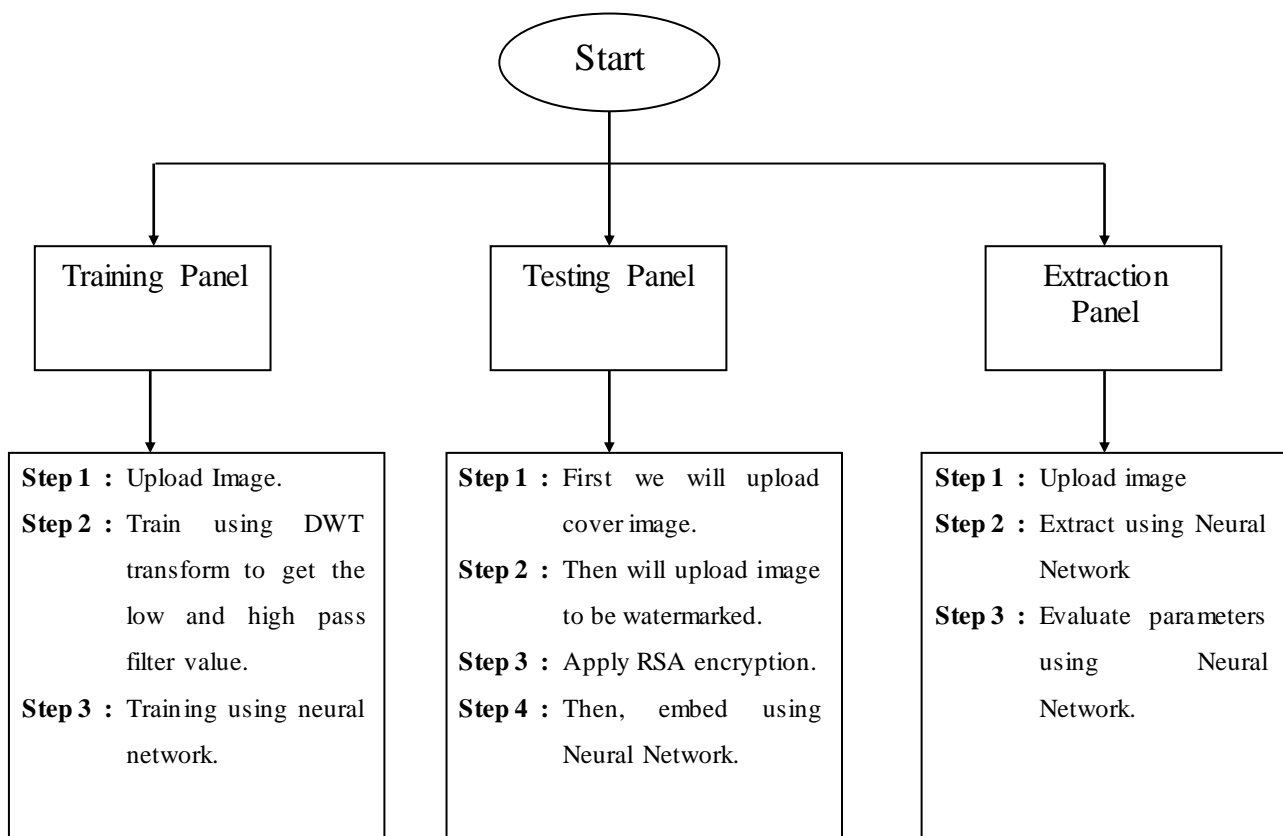 Start
Training Panel
Testing Panel
Extraction
Panel
Step 1 : Upload Image.
Step 2 : Train using DWT
transform to get the
low and high pass
filter value.
Step 3 : Training using neural
network.
Step 1 : First we will upload
cover image.
Step 2 : Then will upload image
to be watermarked.
Step 3 : Apply RSA encryption.
Step 4 : Then, embed using
Neural Network.
Step 1 : Upload image
Step 2 : Extract using Neural
Network
Step 3 : Evaluate parameters
using Neural
Network.